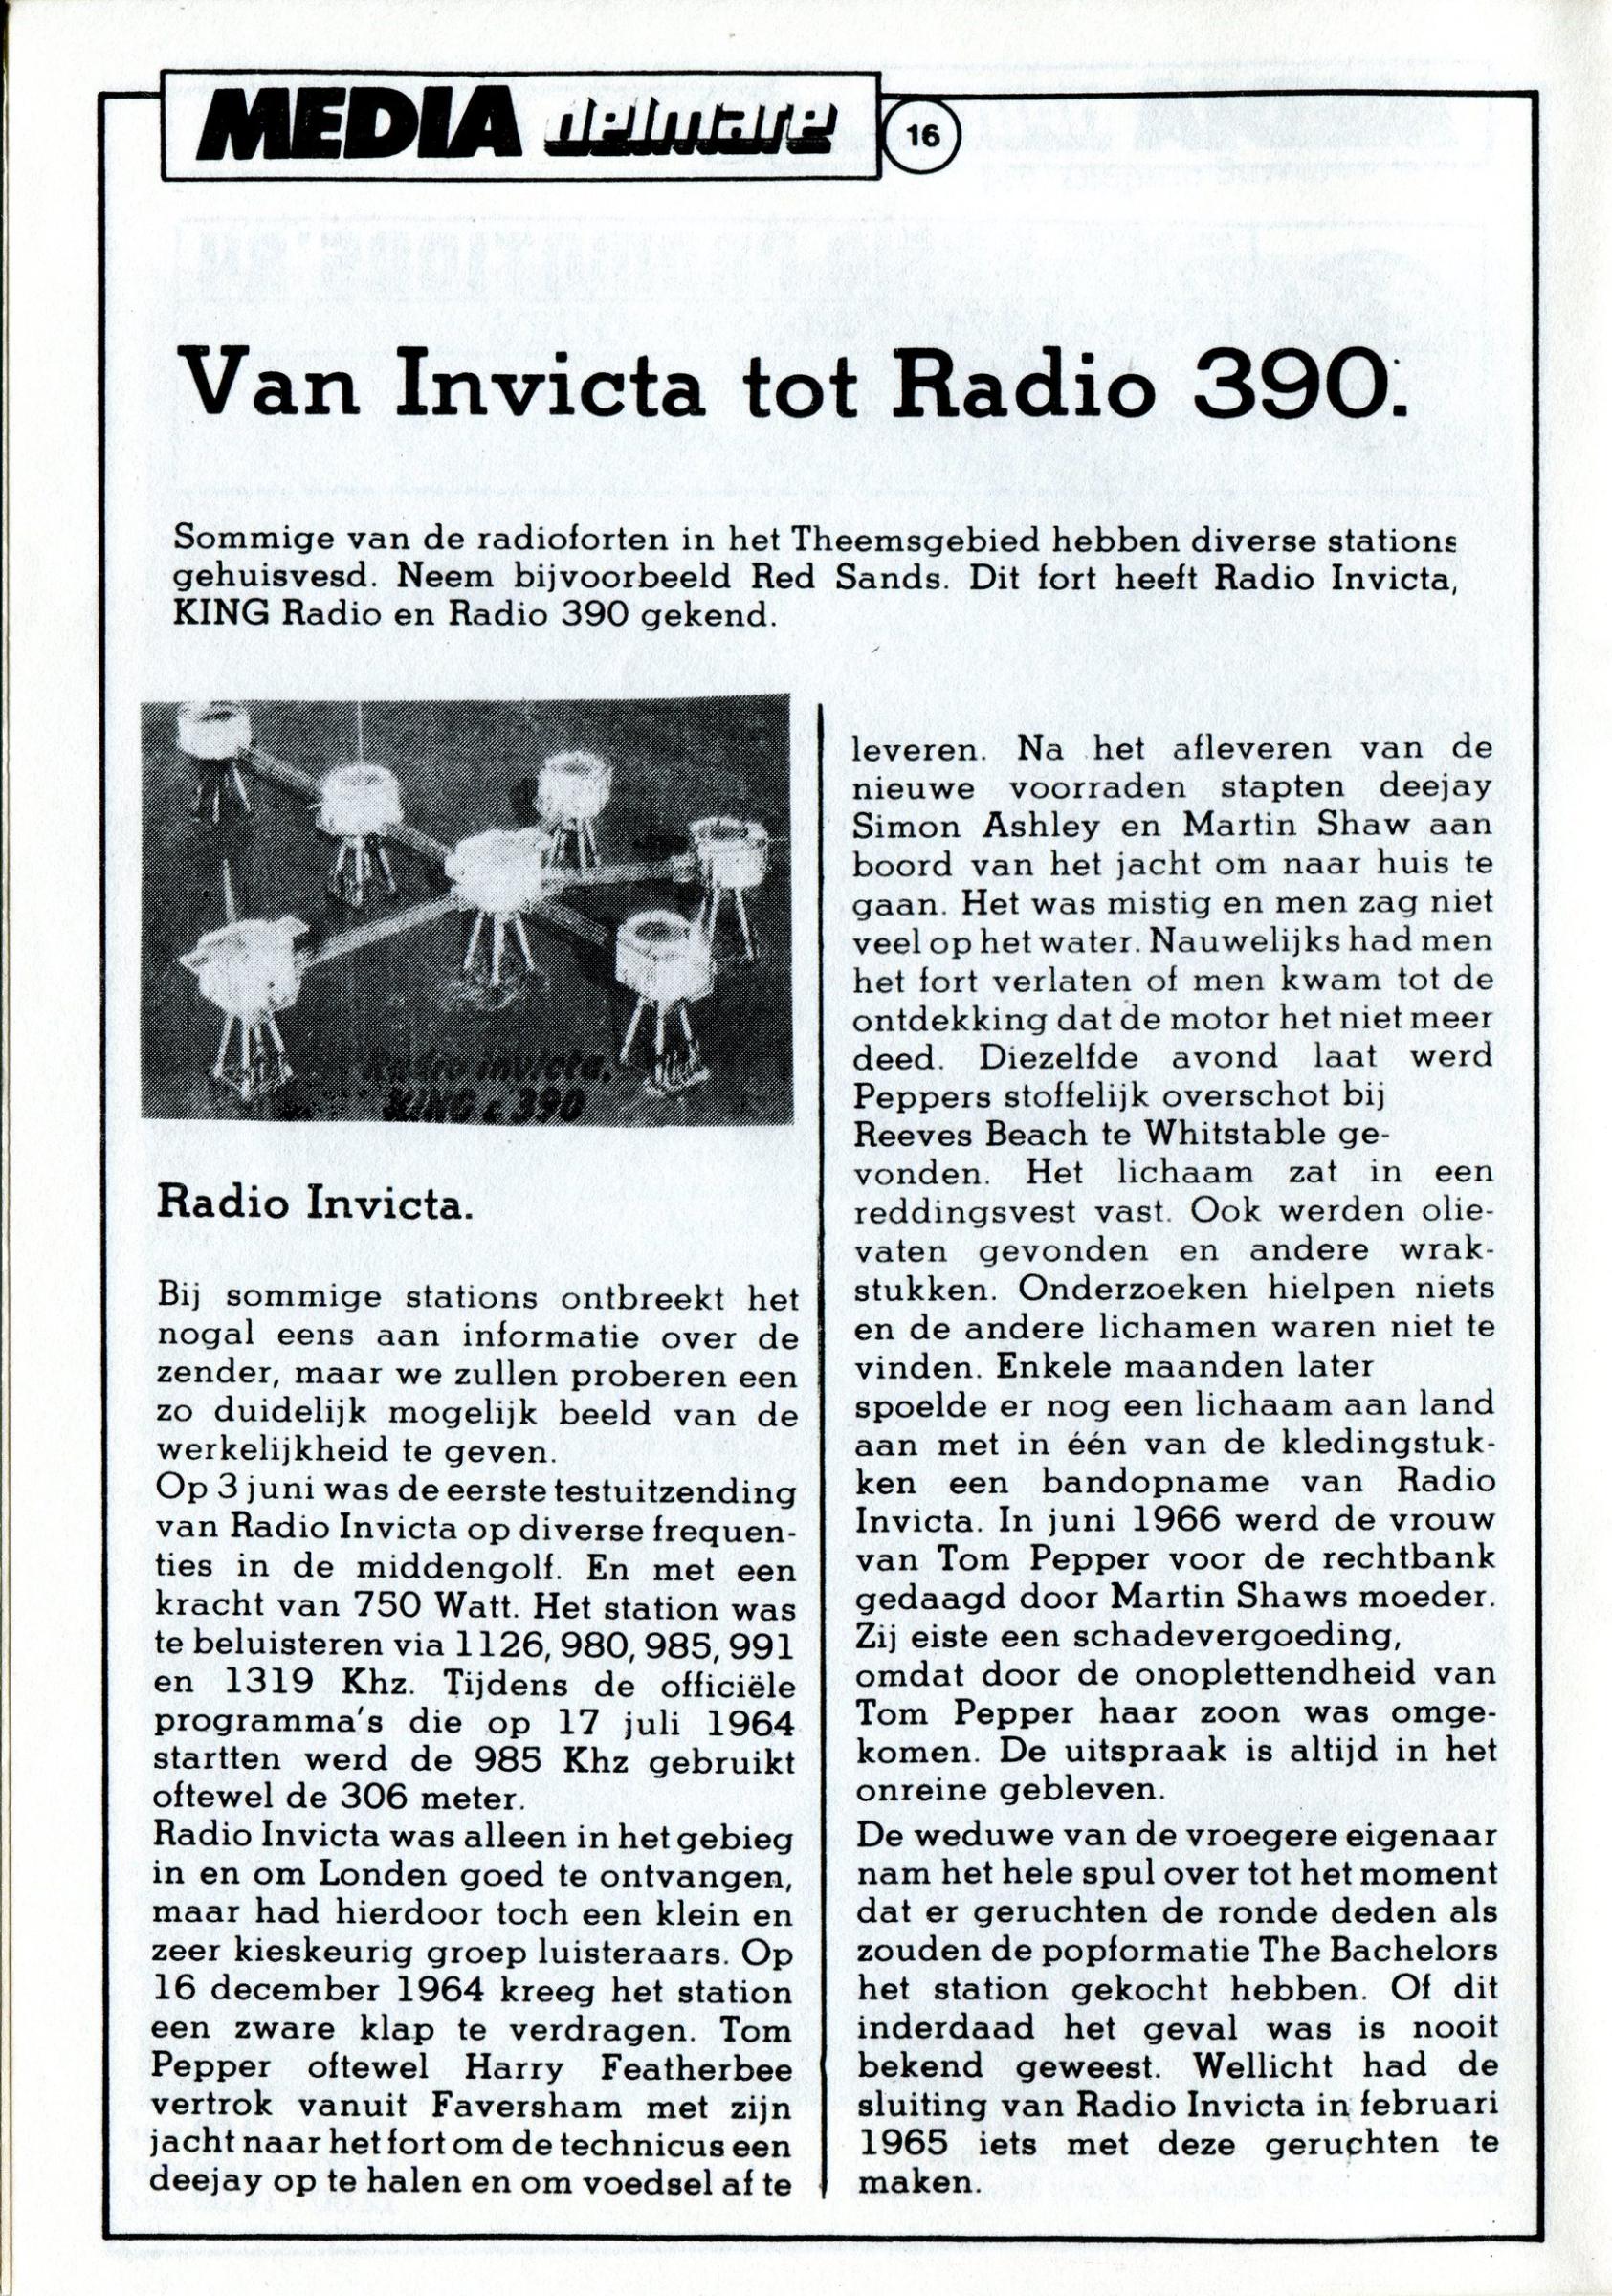 MEDIA delmare
16
Van Invicta tot Radio 390.
Sommige van de radioforten in het Theemsgebied hebben diverse stations
gehuisvesd. Neem bijvoorbeeld Red Sands. Dit fort heeft Radio Invicta,
KING Radio en Radio 390 gekend.
Radio invicta,
KING & 390
Radio Invicta.
Bij sommige stations ontbreekt het
nogal eens aan informatie over de
zender, maar we zullen proberen een
zo duidelijk mogelijk beeld van de
werkelijkheid te geven.
Op 3 juni was de eerste testuitzending
van Radio Invicta op diverse frequen-
ties in de middengolf. En met een
kracht van 750 Watt. Het station was
te beluisteren via 1126, 980, 985, 991
en 1319 Khz. Tijdens de officiële
programma's die op 17 juli 1964
startten werd de 985 Khz gebruikt
oftewel de 306 meter.
Radio Invicta was alleen in het gebieg
in en om Londen goed te ontvangen,
maar had hierdoor toch een klein en
zeer kieskeurig groep luisteraars. Op
16 december 1964 kreeg het station
een zware klap te verdragen. Tom
Pepper oftewel Harry Featherbee
vertrok vanuit Faversham met zijn
jacht naar het fort om de technicus een
deejay op te halen en om voedsel af te
leveren. Na het afleveren van de
nieuwe voorraden stapten deejay
Simon Ashley en Martin Shaw aan
boord van het jacht om naar huis te
gaan. Het was mistig en men zag niet
veel op het water. Nauwelijks had men
het fort verlaten of men kwam tot de
ontdekking dat de motor het niet meer
deed. Diezelfde avond laat werd
Peppers stoffelijk overschot bij
Reeves Beach te Whitstable ge-
vonden. Het lichaam zat in een
reddingsvest vast. Ook werden olie-
vaten gevonden en andere wrak-
stukken. Onderzoeken hielpen niets
en de andere lichamen waren niet te
vinden. Enkele maanden later
spoelde er nog een lichaam aan land
aan met in één van de kledingstuk-
ken een bandopname van Radio
Invicta. In juni 1966 werd de vrouw
van Tom Pepper voor de rechtbank
gedaagd door Martin Shaws moeder.
Zij eiste een schadevergoeding,
omdat door de onoplettendheid van
Tom Pepper haar zoon was omge-
komen. De uitspraak is altijd in het
onreine gebleven.
De weduwe van de vroegere eigenaar
nam het hele spul over tot het moment
dat er geruchten de ronde deden als
zouden de popformatie The Bachelors
het station gekocht hebben. Of dit
inderdaad het geval was is nooit
bekend geweest. Wellicht had de
sluiting van Radio Invicta in februari
1965 iets met deze geruchten te
maken.